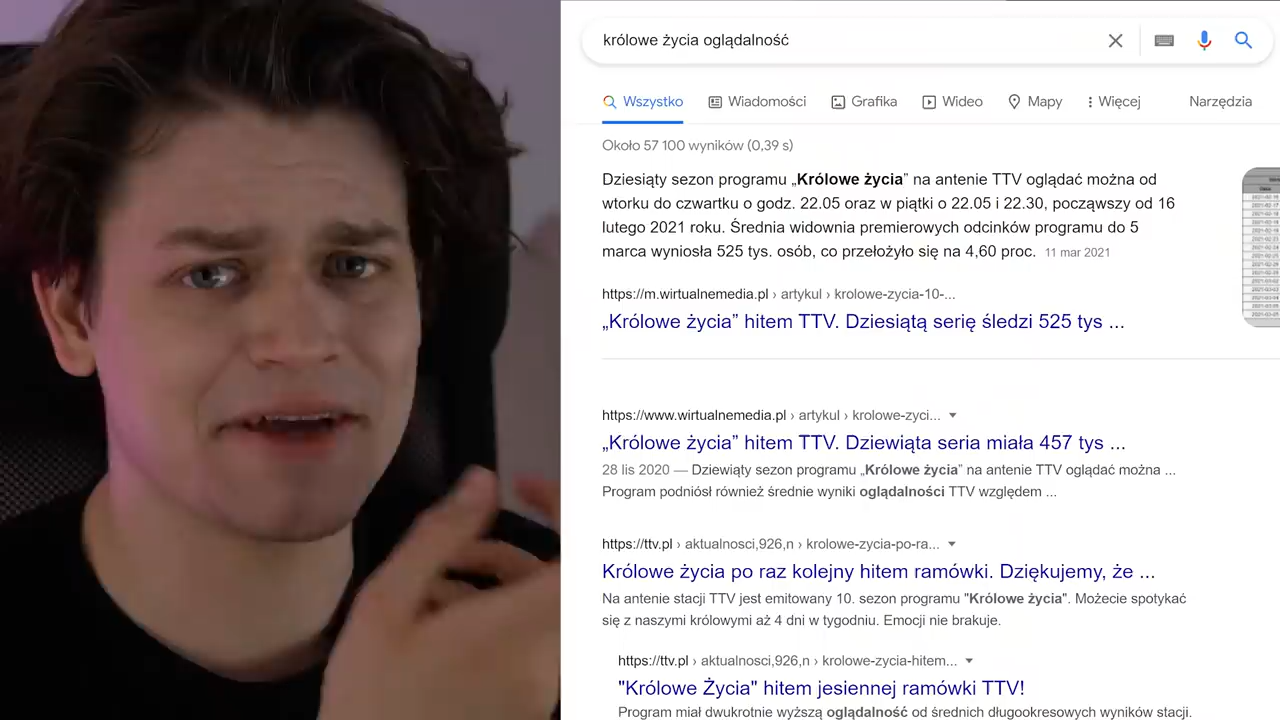 królowe życia oglądalność
Wszystko Wiadomości Grafika Wideo Mapy Więcej Narzędzia
Około 57 100 wyników (0,39 s)
Dziesiąty sezon programu „Królowe życia” na antenie TTV oglądać można od
wtorku do czwartku o godz. 22.05 oraz w piątki o 22.05 i 22.30, począwszy od 16
lutego 2021 roku. Średnia widownia premierowych odcinków programu do 5
marca wyniosła 525 tys. osób, co przełożyło się na 4,60 proc. 11 mar 2021
https://m.wirtualnemedia.pl › artykul › krolowe-zycia-10-...
„Królowe życia” hitem TTV. Dziesiątą serię śledzi 525 tys ...
https://www.wirtualnemedia.pl › artykul › krolowe-zyci...
„Królowe życia” hitem TTV. Dziewiąta seria miała 457 tys ...
28 lis 2020 — Dziewiąty sezon programu „Królowe życia” na antenie TTV oglądać można ...
Program podniósł również średnie wyniki oglądalności TTV względem ...
https://ttv.pl › aktualnosci,926,n › krolowe-zycia-po-ra...
Królowe życia po raz kolejny hitem ramówki. Dziękujemy, że ...
Na antenie stacji TTV jest emitowany 10. sezon programu "Królowe życia". Możecie spotykać
się z naszymi królowymi aż 4 dni w tygodniu. Emocji nie brakuje.
https://ttv.pl › aktualnosci,926,n › krolowe-zycia-hitem...
"Królowe Życia" hitem jesiennej ramówki TTV!
Program miał dwukrotnie wyższą oglądalność od średnich długookresowych wyników stacji.